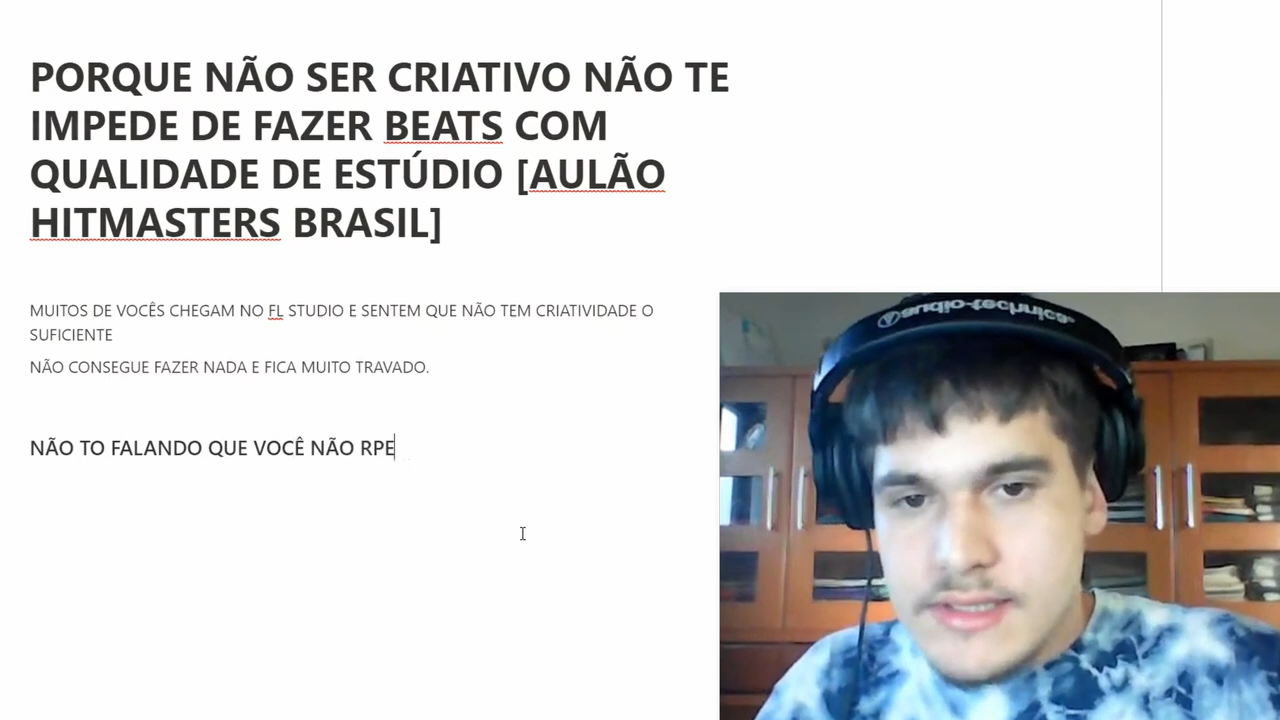 PORQUE NÃO SER CRIATIVO NÃO TE
IMPEDE DE FAZER BEATS COM
QUALIDADE DE ESTÚDIO [AULÃO
HITMASTERS BRASIL]
MUITOS DE VOCÊS CHEGAM NO FL STUDIO E SENTEM QUE NÃO TEM CRIATIVIDADE O
SUFICIENTE
NÃO CONSEGUE FAZER NADA E FICA MUITO TRAVADO.
NÃO TO FALANDO QUE VOCÊ NÃO RPE
audio-technica